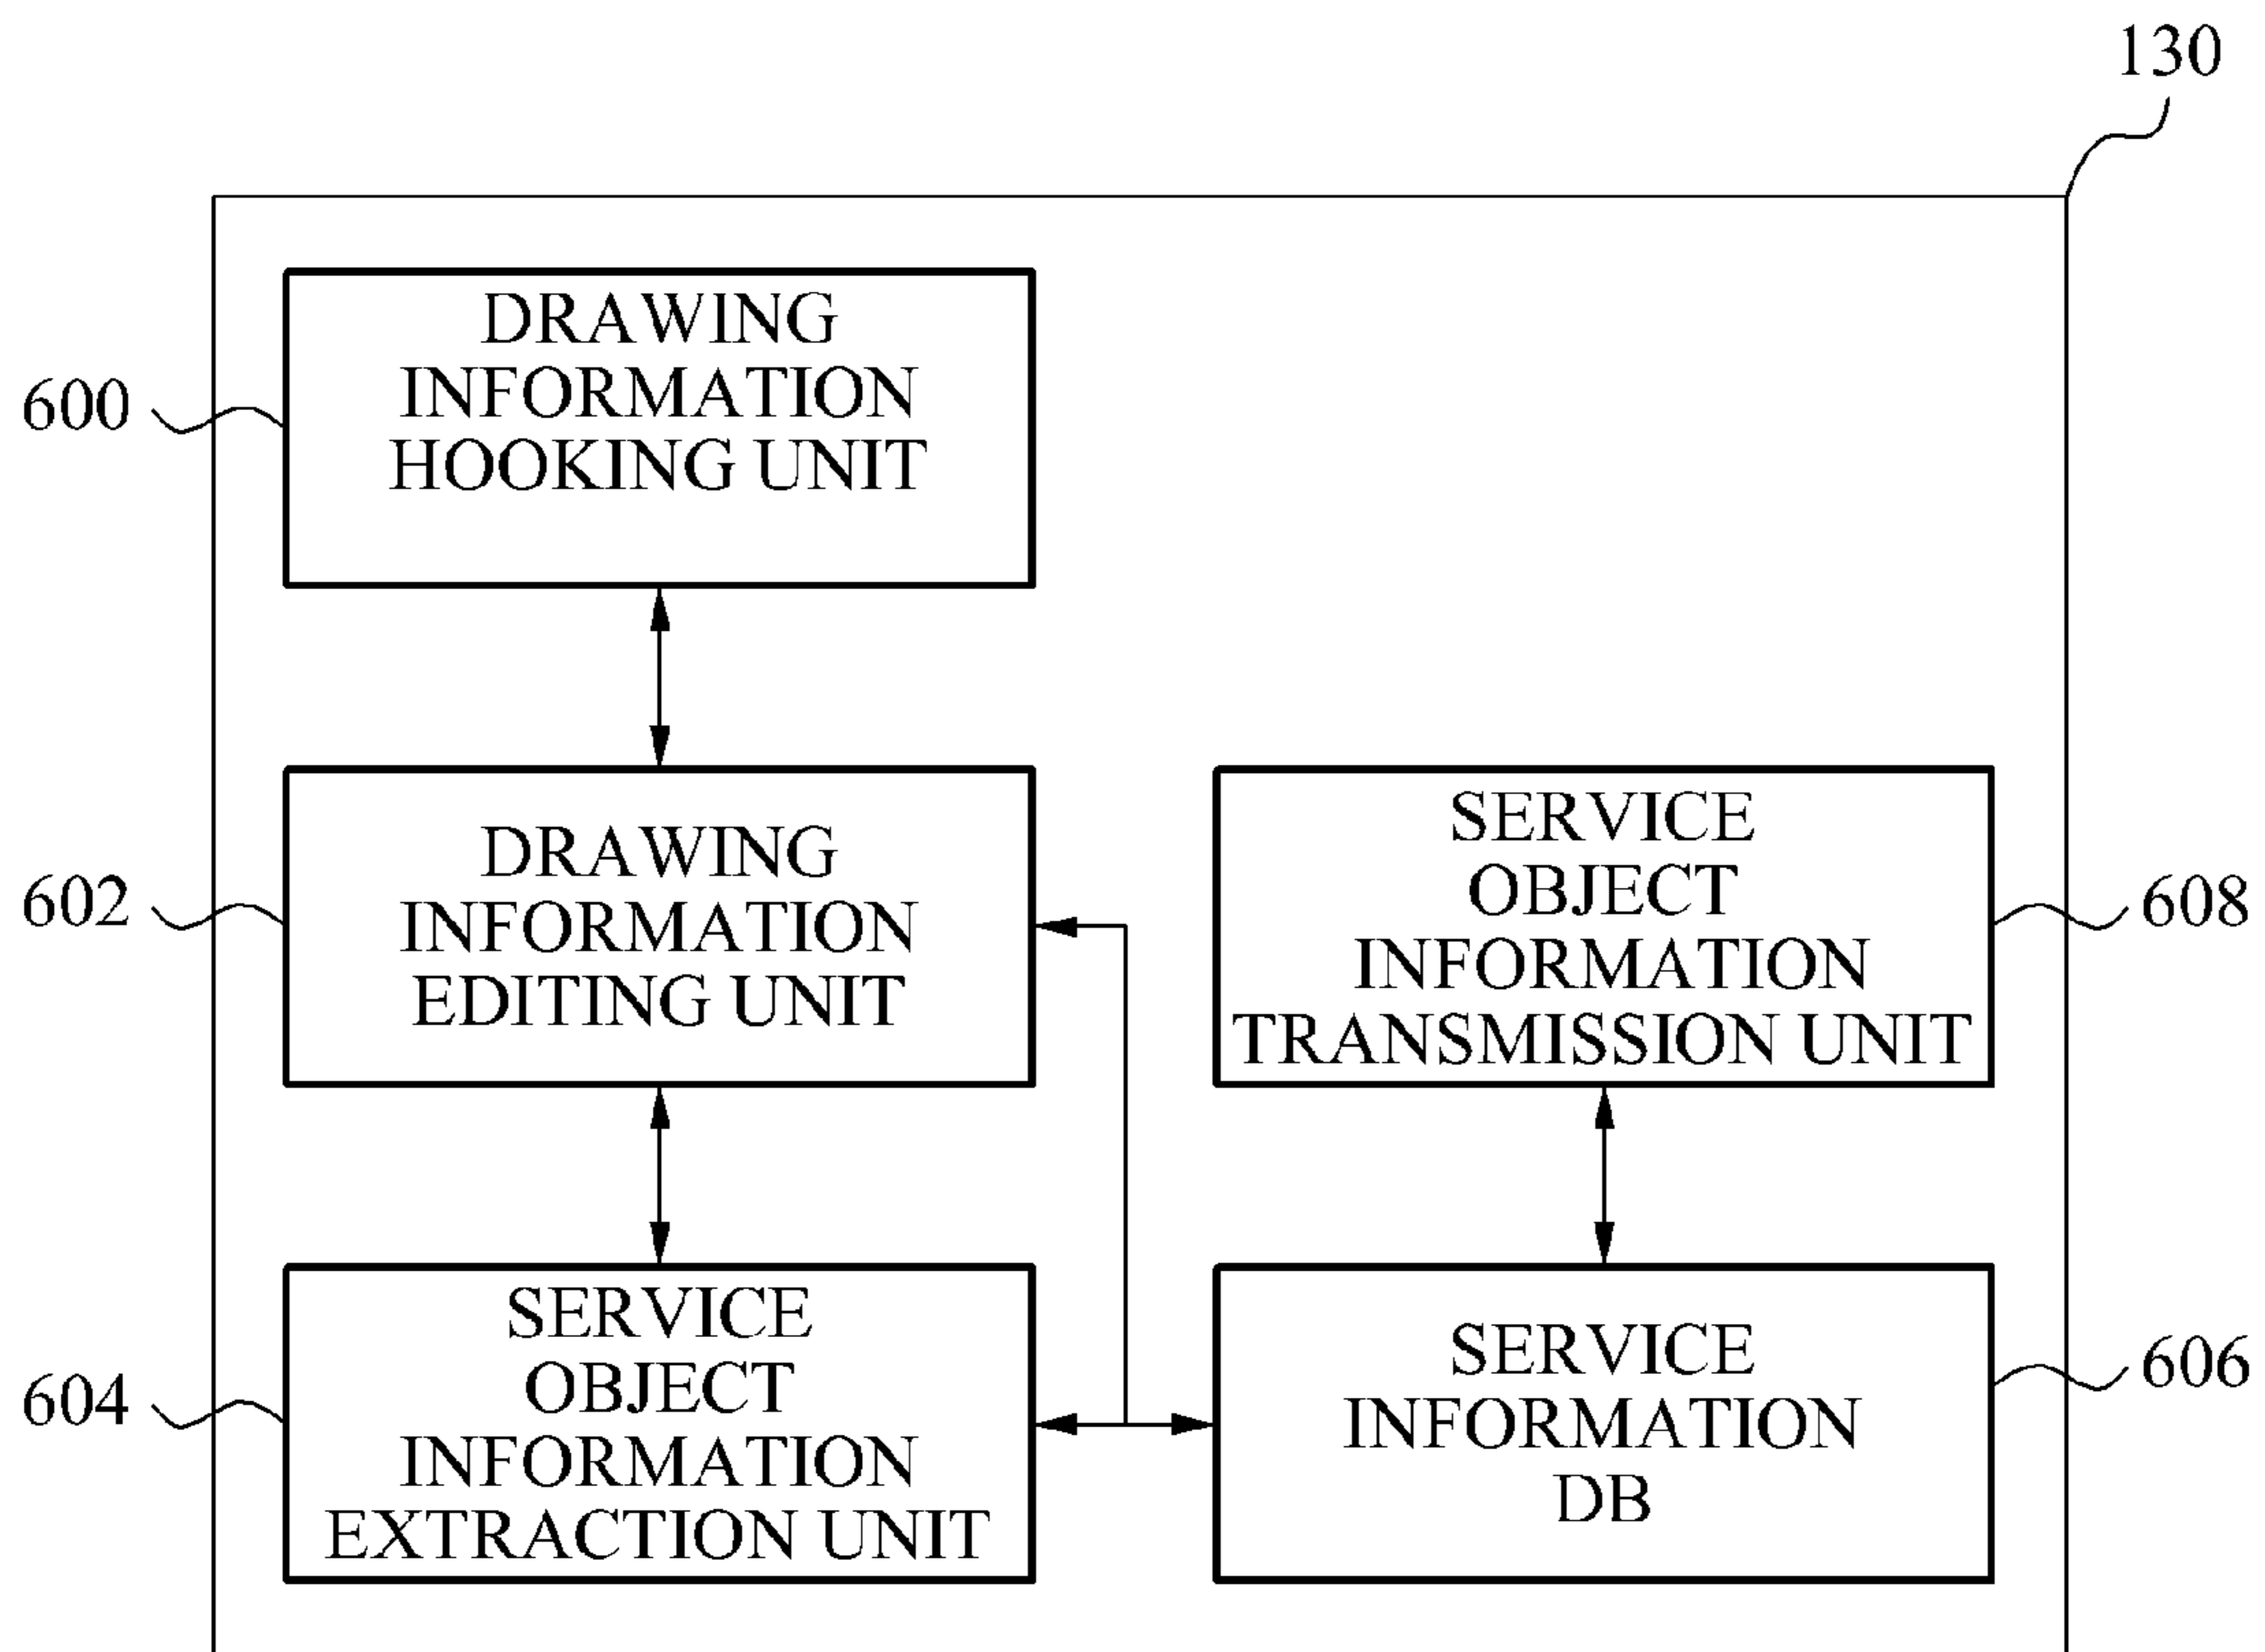 130
600
DRAWING
INFORMATION
HOOKING UNIT
602
DRAWING
INFORMATION
EDITING UNIT
SERVICE
OBJECT
INFORMATION
TRANSMISSION UNIT
608
604
SERVICE
OBJECT
INFORMATION
EXTRACTION UNIT
SERVICE
INFORMATION
DB
606